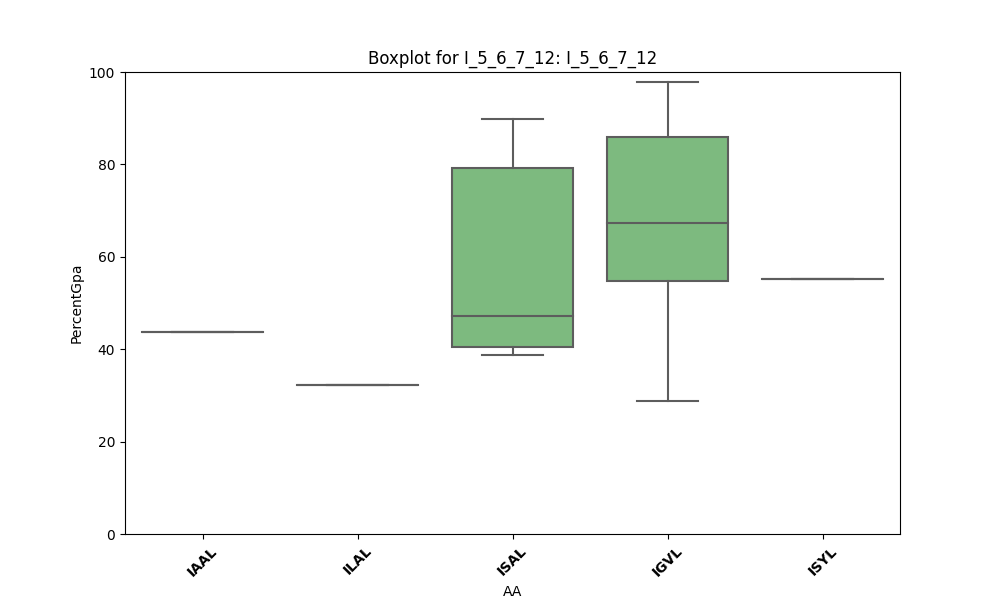 Boxplot for I_5_6_7_12: I_5_6_7_12
100
80
60
40
20
0
PercentGpa
IAAL
ILAL
ISAL
IGVL
ISYL
AA